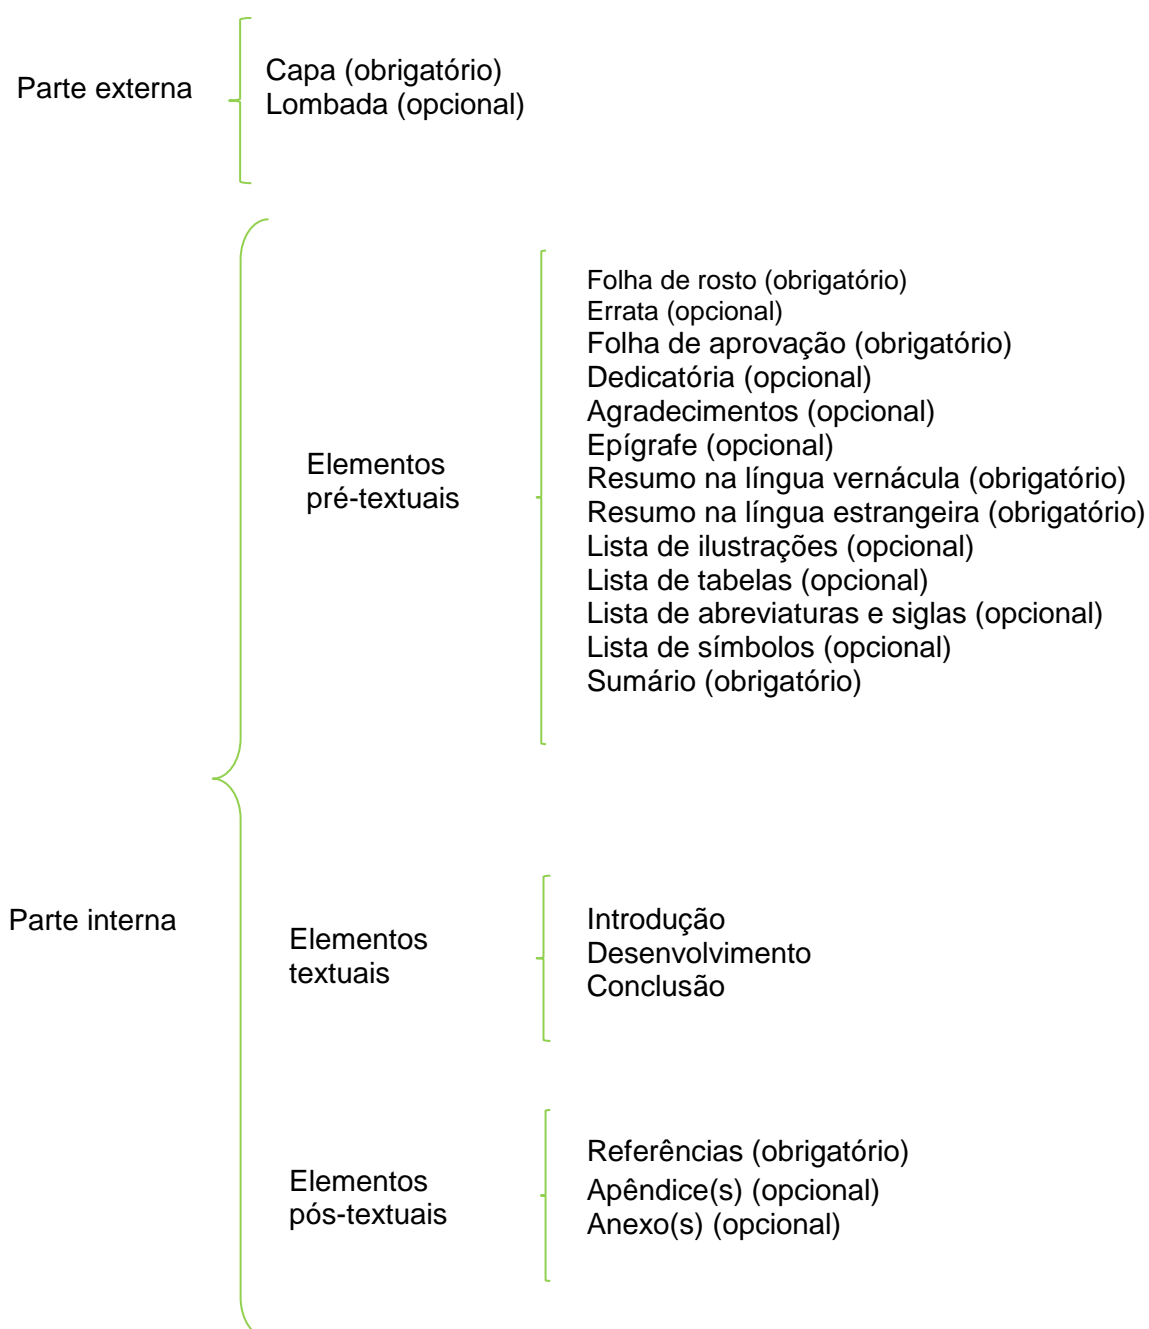 Parte externa
Capa (obrigatório)
Lombada (opcional)
Parte interna
Elementos
pré-textuais
Folha de rosto (obrigatório)
Errata (opcional)
Folha de aprovação (obrigatório)
Dedicatória (opcional)
Agradecimentos (opcional)
Epígrafe (opcional)
Resumo na língua vernácula (obrigatório)
Resumo na língua estrangeira (obrigatório)
Lista de ilustrações (opcional)
Lista de tabelas (opcional)
Lista de abreviaturas e siglas (opcional)
Lista de símbolos (opcional)
Sumário (obrigatório)
Elementos
textuais
Introdução
Desenvolvimento
Conclusão
Elementos
pós-textuais
Referências (obrigatório)
Apêndice(s) (opcional)
Anexo(s) (opcional)